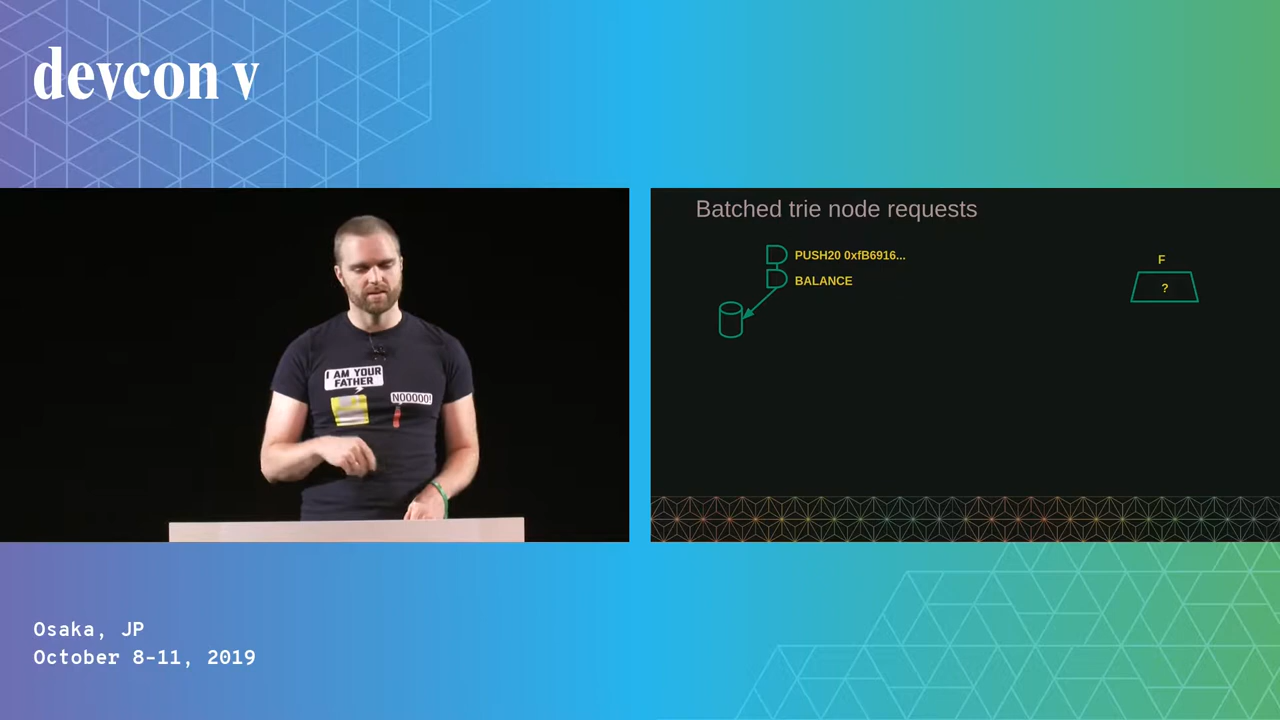 devcon v
I AM YOUR
FATHER
NOOOOO!
Batched trie node requests
PUSH20 0xfB6916...
BALANCE
F
?
Osaka, JP
October 8-11, 2019